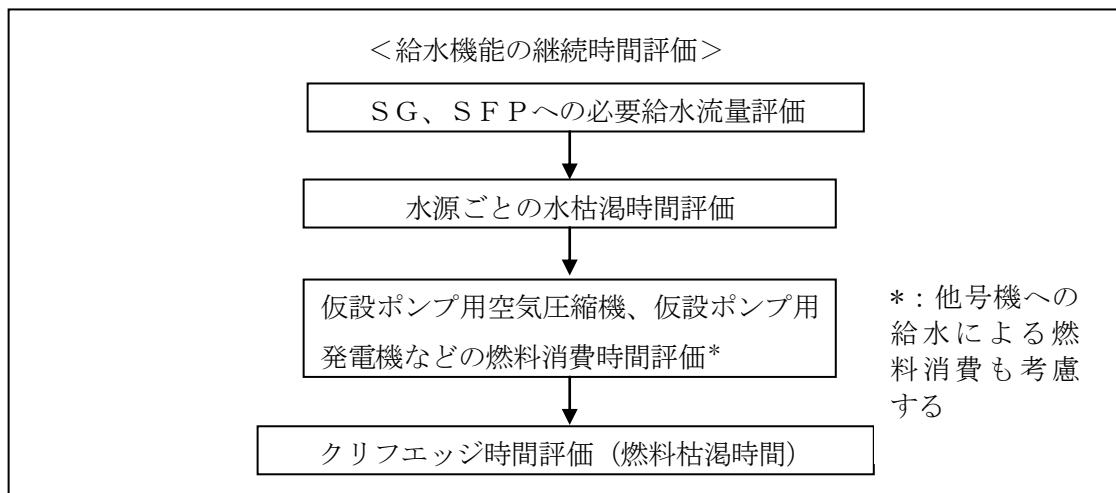 ＜給水機能の継続時間評価＞
ＳＧ、ＳＦＰへの必要給水流量評価
水源ごとの水枯渇時間評価
仮設ポンプ用空気圧縮機、仮設ポンプ用
発電機などの燃料消費時間評価*
*：他号機への
給水による燃
料消費も考慮
する
クリフエッジ時間評価（燃料枯渇時間）